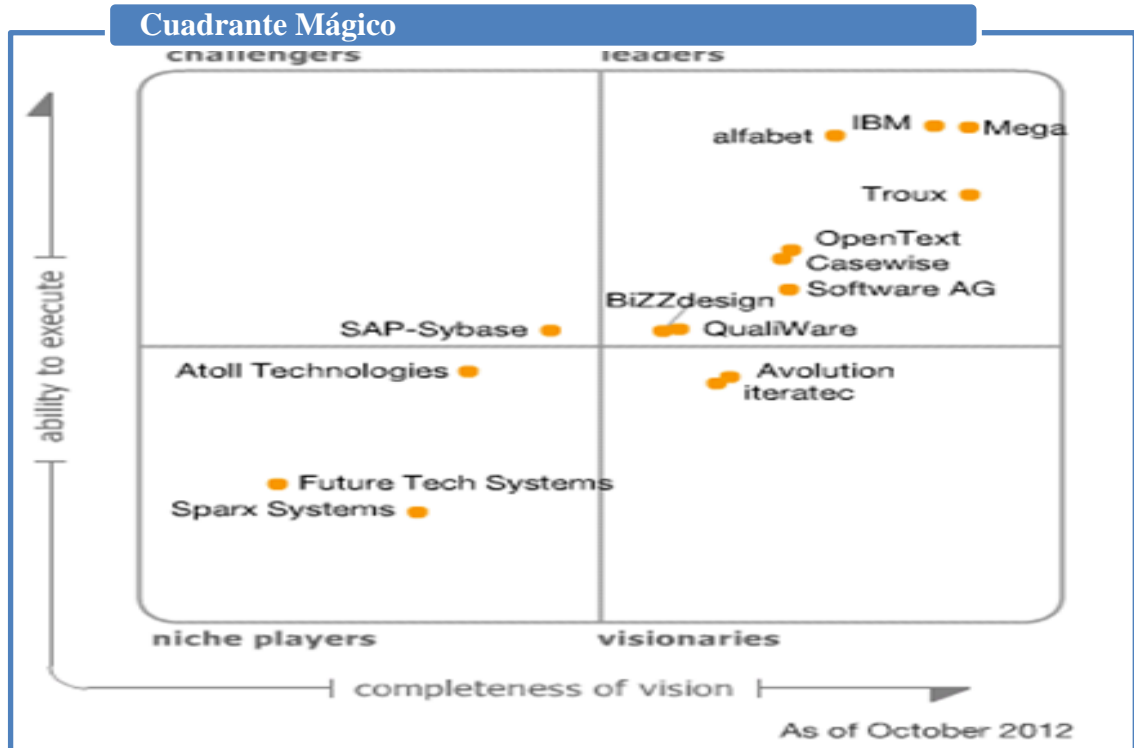 Cuadrante Mágico
challengers
leaders
IBM
Mega
alfabet
Troux
OpenText
Casewise
Software AG
BiZZdesign
SAP-Sybase
QualiWare
Atoll Technologies
Avolution
iteratec
Future Tech Systems
Sparx Systems
niche players
visionaries
ability to execute
completeness of vision
As of October 2012